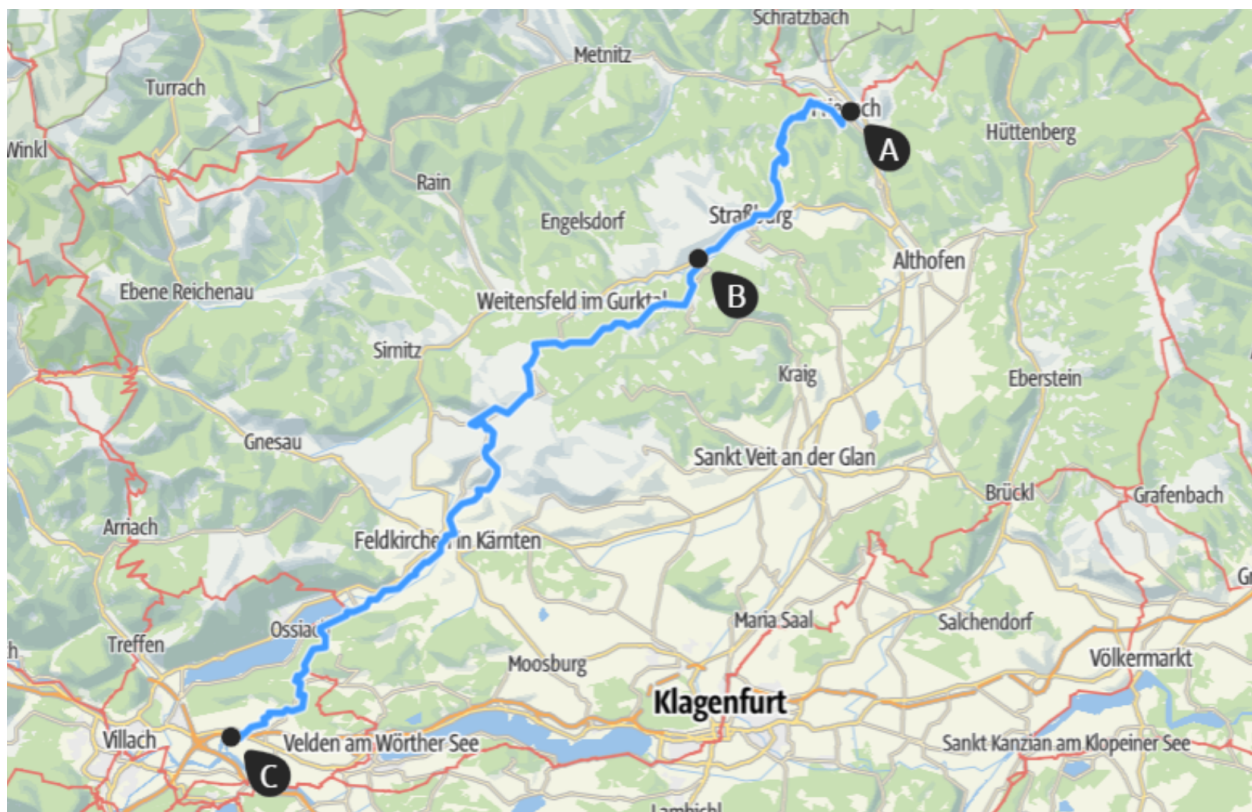 Schratzbach
Metnitz
Turrach
Hüttenberg
A
Winkl
Rain
Straßburg
Engelsdorf
Althofen
Ebene Reichenau
B
Weitensfeld im Gurktal
Sirnitz
Kraig
Eberstein
Gnesau
Sankt Veit an der Glan
Brückl
Grafenbach
Arriach
Feldkirchen in Kärnten
Ossiach
Maria Saal
Salchendorf
Treffen
Moosburg
Völkermarkt
Klagenfurt
Villach
Velden am Wörther See
Sankt Kanzian am Klopeiner See
C